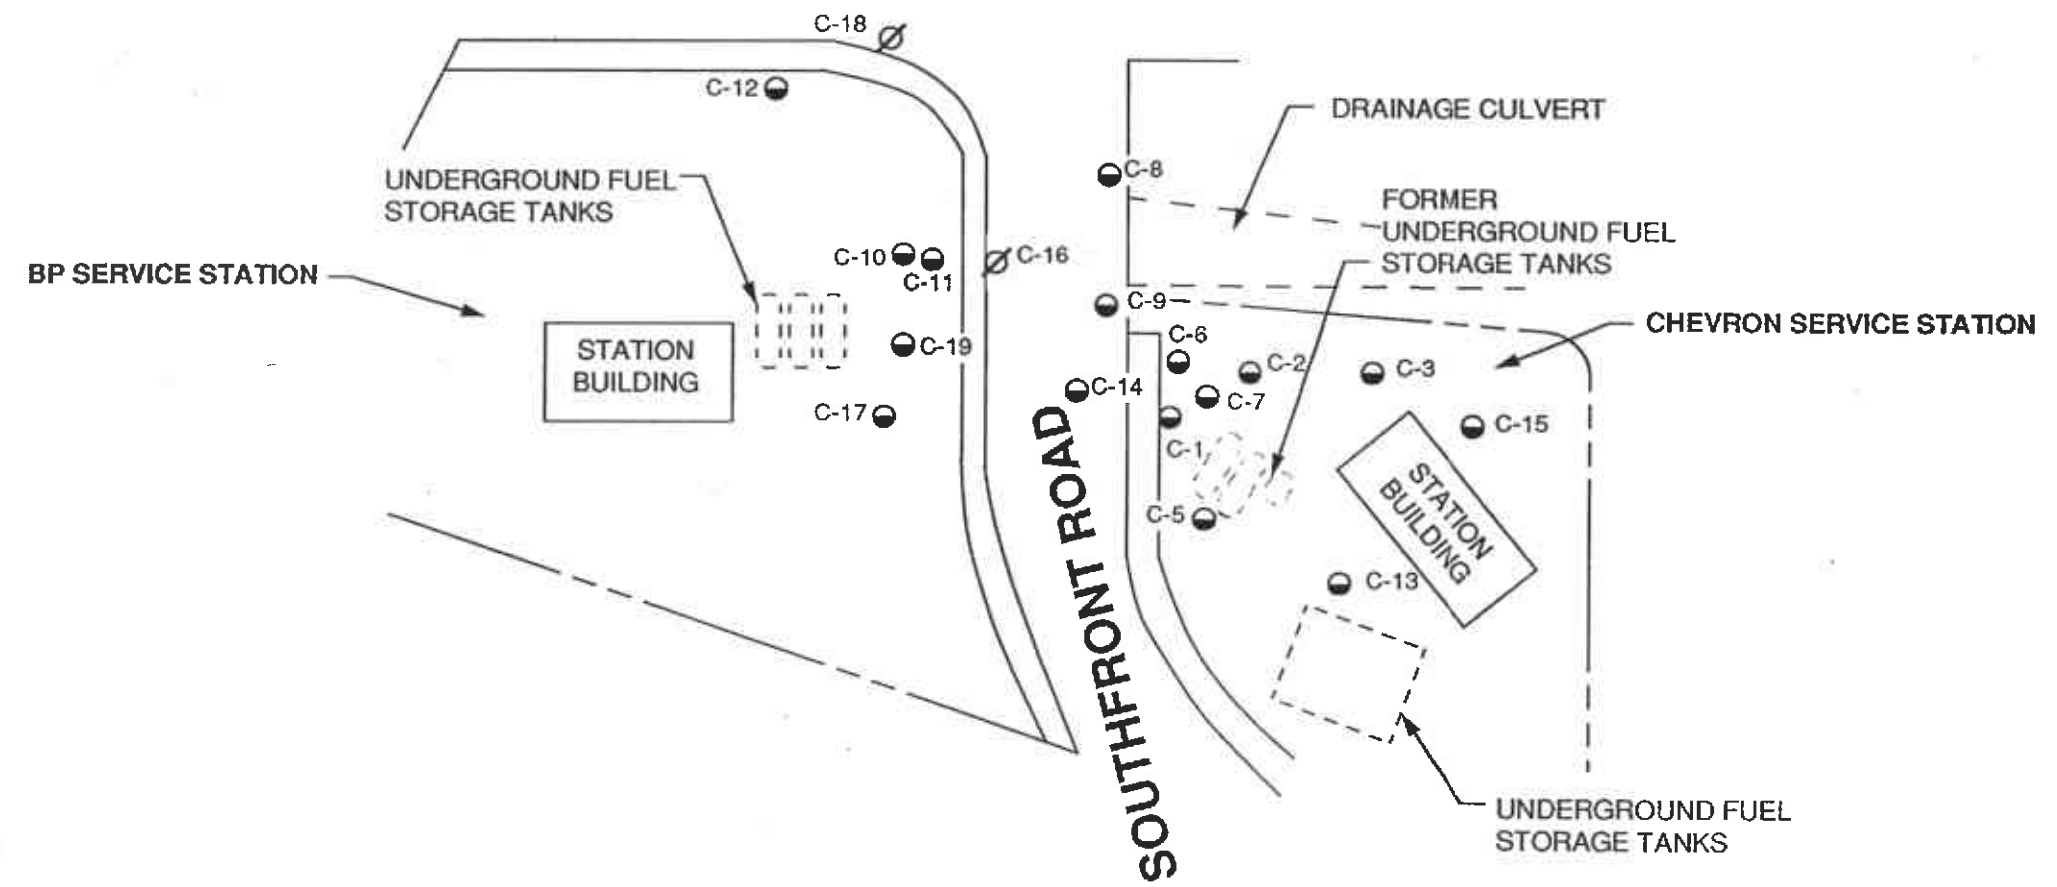 C-18
C-12
DRAINAGE CULVERT
C-8
UNDERGROUND FUEL
STORAGE TANKS
FORMER
UNDERGROUND FUEL
STORAGE TANKS
C-10
C-11
C-16
BP SERVICE STATION
C-9
CHEVRON SERVICE STATION
C-6
STATION
BUILDING
C-19
C-2
C-3
C-14
C-7
C-17
C-15
C-1
STATION
BUILDING
C-5
SOUTHFRONT ROAD
C-13
UNDERGROUND FUEL
STORAGE TANKS